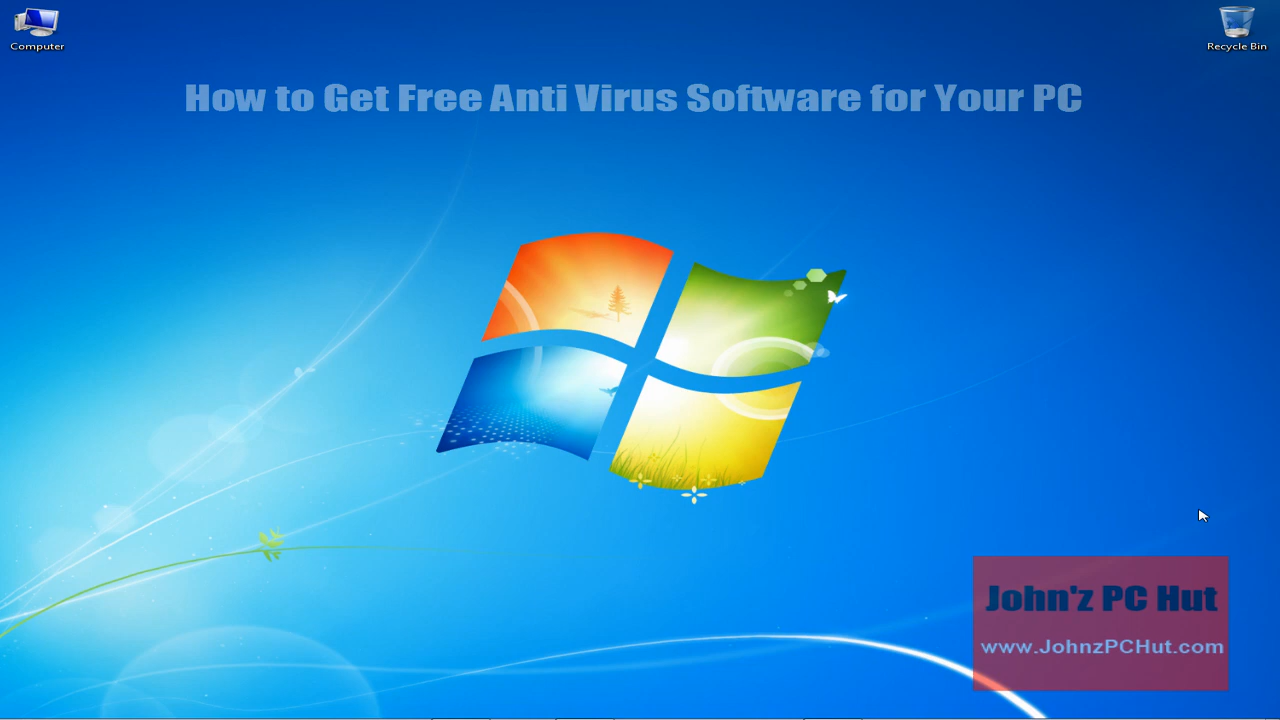 Computer
Recycle Bin
How to Get Free Anti Virus Software for Your PC
John'z PC Hut
www.JohnzPCHut.com